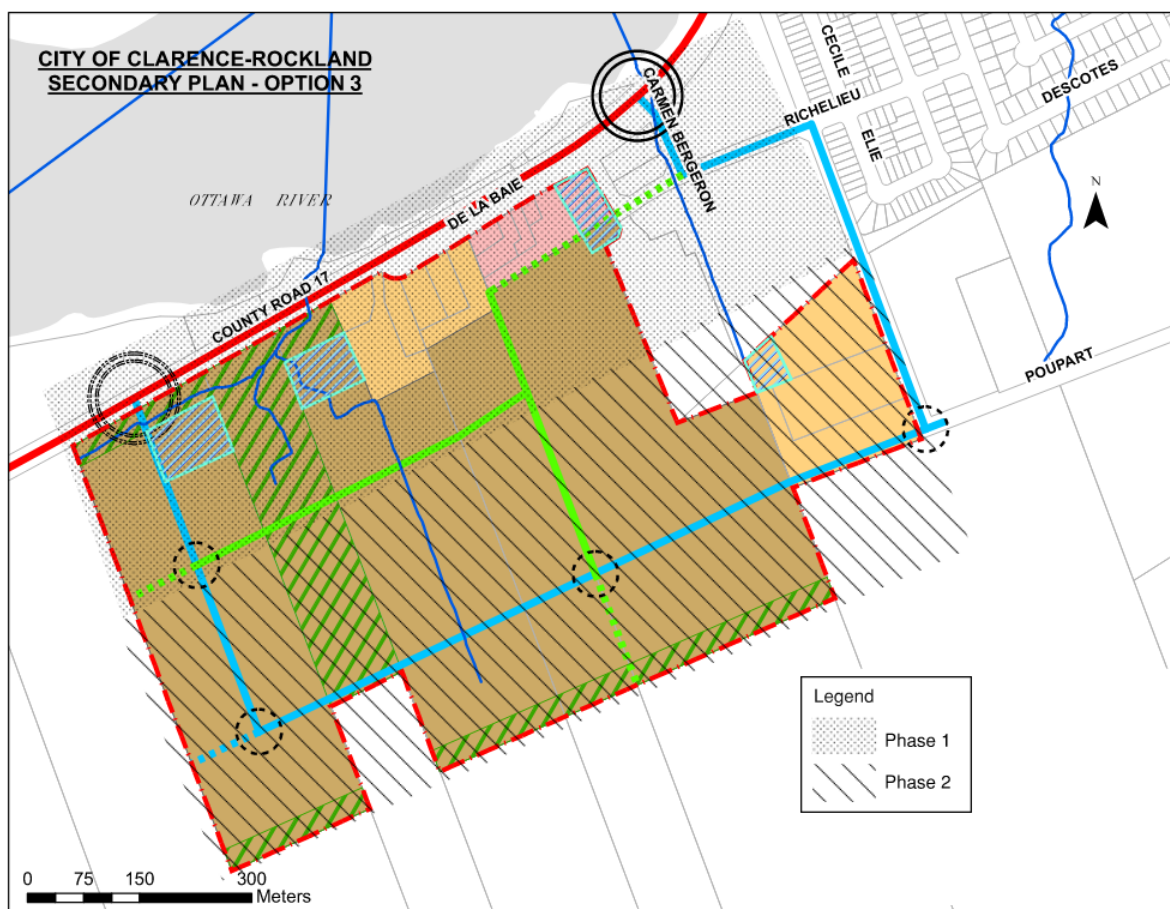 CITY OF CLARENCE-ROCKLAND
SECONDARY PLAN - OPTION 3
OTTAWA RIVER
COUNTY ROAD 17
DE LA BAIE
CARMEN BERGERON
RICHELIEU
CECILE
ELIE
DESCOTES
POUPART
N
Legend
Phase 1
Phase 2
0 75 150 300
Meters